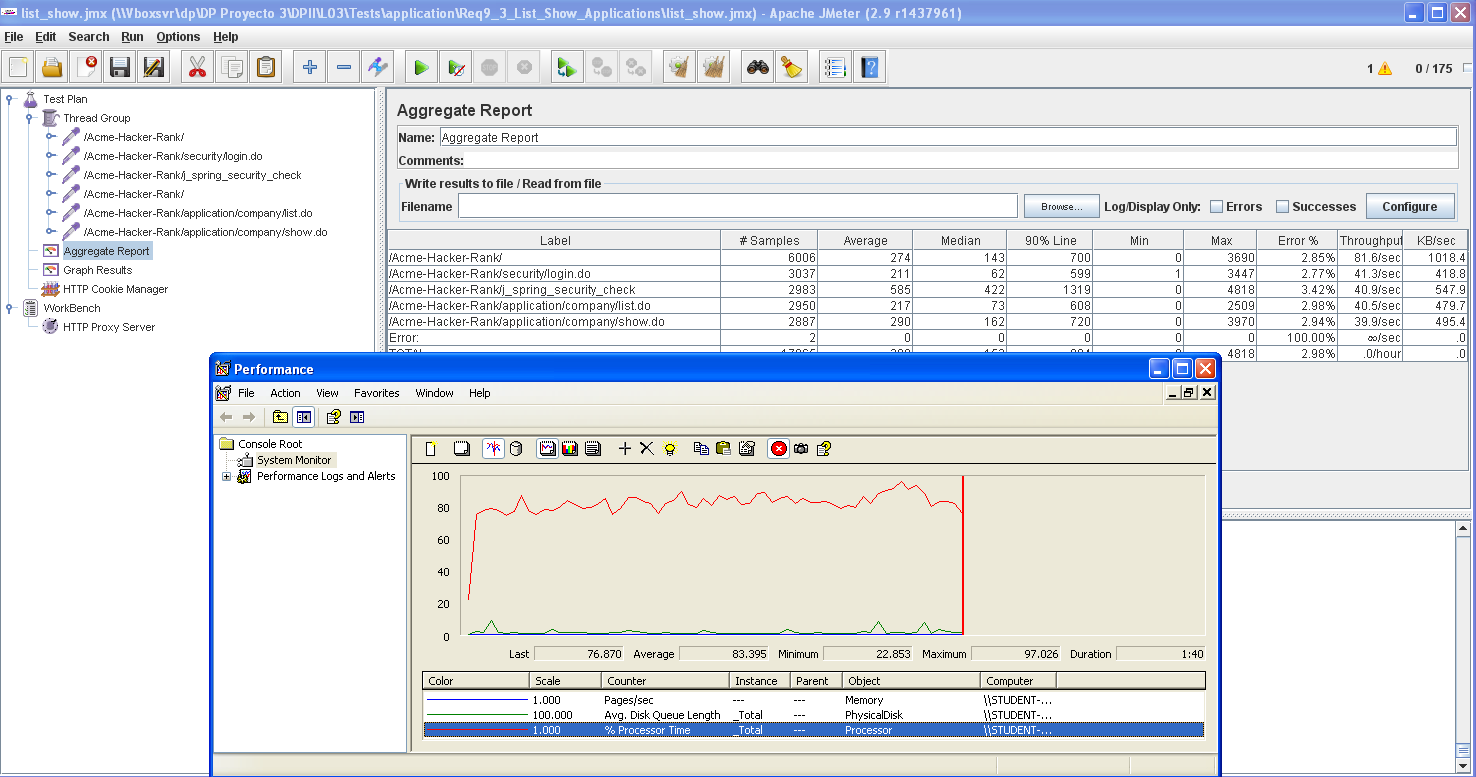 list_show.jmx (\\Vboxsvr\dp\DP Proyecto 3\DPII\L03\Tests\application\Req9_3_List_Show_Applications\list_show.jmx) - Apache JMeter (2.9 r1437961)
File Edit Search Run Options Help
1 0 / 175
Test Plan
Thread Group
/Acme-Hacker-Rank/
/Acme-Hacker-Rank/security/login.do
/Acme-Hacker-Rank/j_spring_security_check
/Acme-Hacker-Rank/
/Acme-Hacker-Rank/application/company/list.do
/Acme-Hacker-Rank/application/company/show.do
Aggregate Report
Graph Results
HTTP Cookie Manager
WorkBench
HTTP Proxy Server
Aggregate Report
Name: Aggregate Report
Comments:
Write results to file / Read from file
Filename Browse... Log/Display Only: Errors Successes Configure
Label # Samples Average Median 90% Line Min Max Error % Throughput KB/sec
/Acme-Hacker-Rank/ 6006 274 143 700 0 3690 2.85% 81.6/sec 1018.4
/Acme-Hacker-Rank/security/login.do 3037 211 62 599 1 3447 2.77% 41.3/sec 418.8
/Acme-Hacker-Rank/j_spring_security_check 2983 585 422 1319 0 4818 3.42% 40.9/sec 547.9
/Acme-Hacker-Rank/application/company/list.do 2950 217 73 608 0 2509 2.98% 40.5/sec 479.7
/Acme-Hacker-Rank/application/company/show.do 2887 290 162 720 0 3970 2.94% 39.9/sec 495.4
Error: 2 0 0 0 0 0 100.00% ∞/sec .0
TOTAL 4818 2.98% .0/hour .0
Performance
File Action View Favorites Window Help
Console Root
System Monitor
Performance Logs and Alerts
100
80
60
40
20
0
Last 76.870 Average 83.395 Minimum 22.853 Maximum 97.026 Duration 1:40
Color Scale Counter Instance Parent Object Computer
1.000 Pages/sec --- --- Memory \\STUDENT-...
100.000 Avg. Disk Queue Length _Total --- PhysicalDisk \\STUDENT-...
1.000 % Processor Time _Total --- Processor \\STUDENT-...